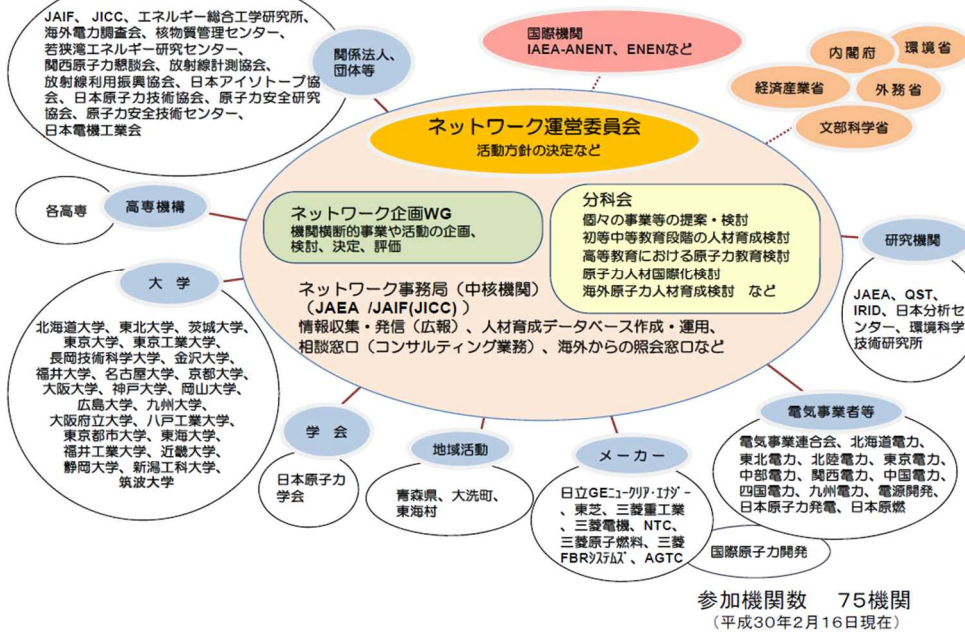 JAIF、JICC、エネルギー総合工学研究所、
海外電力調査会、核物質管理センター、
若狭湾エネルギー研究センター、
関西原子力懇談会、放射線計測協会、
放射線利用振興協会、日本アイソトープ協
会、日本原子力技術協会、原子力安全研究
協会、原子力安全技術センター、
日本電機工業会
関係法人、
団体等
国際機関
IAEA-ANENT、ENENなど
内閣府
環境省
経済産業省
外務省
文部科学省
ネットワーク運営委員会
活動方針の決定など
各高専
高専機構
ネットワーク企画WG
機関横断的事業や活動の企画、
検討、決定、評価
分科会
個々の事業等の提案・検討
初等中等教育段階の人材育成検討
高等教育における原子力教育検討
原子力人材国際化検討
海外原子力人材育成検討 など
ネットワーク事務局（中核機関）
（JAEA /JAIF(JICC) ）
情報収集・発信（広報）、人材育成データベース作成・運用、
相談窓口（コンサルティング業務）、海外からの照会窓口など
研究機関
JAEA、QST、
IRID、日本分析セ
ンター、環境科学
技術研究所
大 学
北海道大学、東北大学、茨城大学、
東京大学、東京工業大学、
長岡技術科学大学、金沢大学、
福井大学、名古屋大学、京都大学、
大阪大学、神戸大学、岡山大学、
広島大学、九州大学、
大阪府立大学、八戸工業大学、
東京都市大学、東海大学、
福井工業大学、近畿大学、
静岡大学、新潟工科大学、
筑波大学
学 会
日本原子力
学会
地域活動
青森県、大洗町、
東海村
メーカー
日立GEニュークリア・エナジー
、東芝、三菱重工業、
三菱電機、NTC、
三菱原子燃料、三菱
FBRシステムズ、AGTC
電気事業者等
電気事業連合会、北海道電力、
東北電力、北陸電力、東京電力、
中部電力、関西電力、中国電力、
四国電力、九州電力、電源開発、
日本原子力発電、日本原燃
国際原子力開発
参加機関数 75機関
（平成30年2月16日現在）